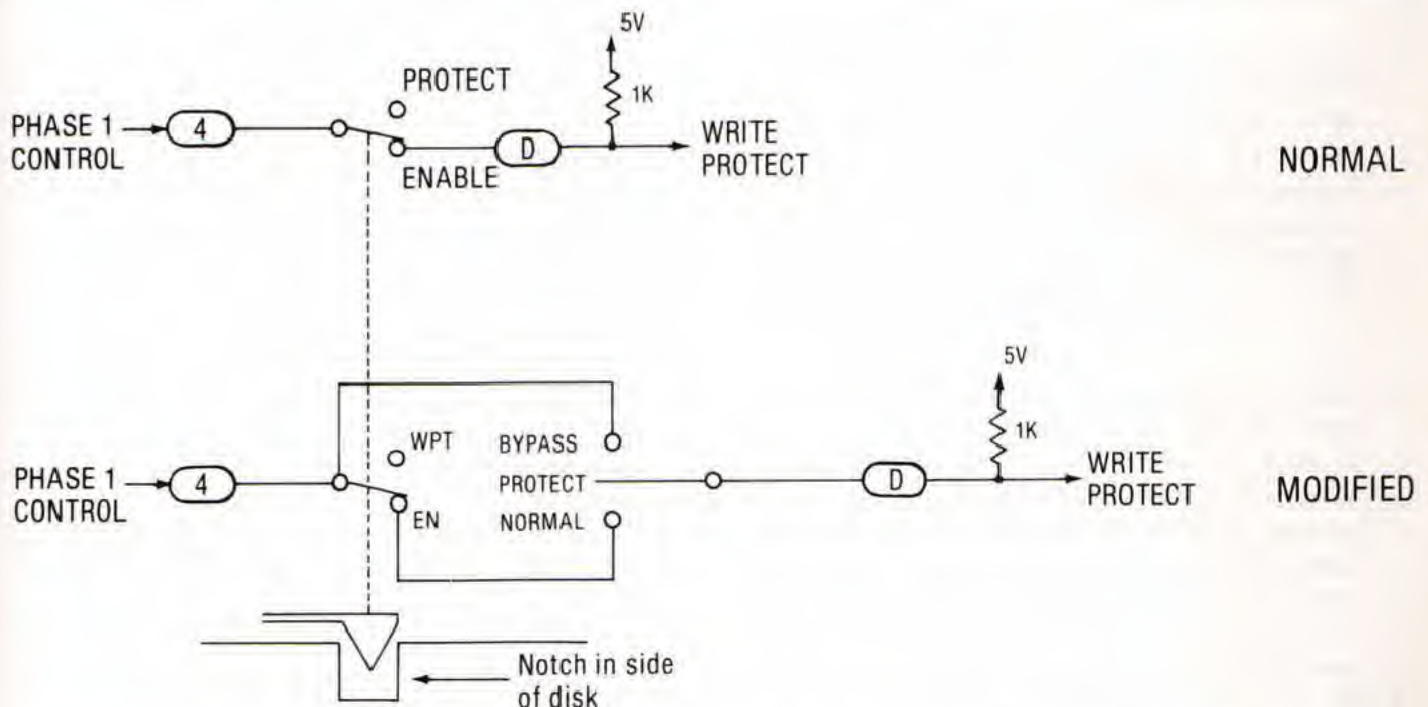 5V
PROTECT
1K
PHASE 1
CONTROL
4
D
WRITE
PROTECT
ENABLE
NORMAL
5V
1K
WPT
BYPASS
PHASE 1
CONTROL
4
PROTECT
D
WRITE
PROTECT
MODIFIED
EN
NORMAL
Notch in side
of disk